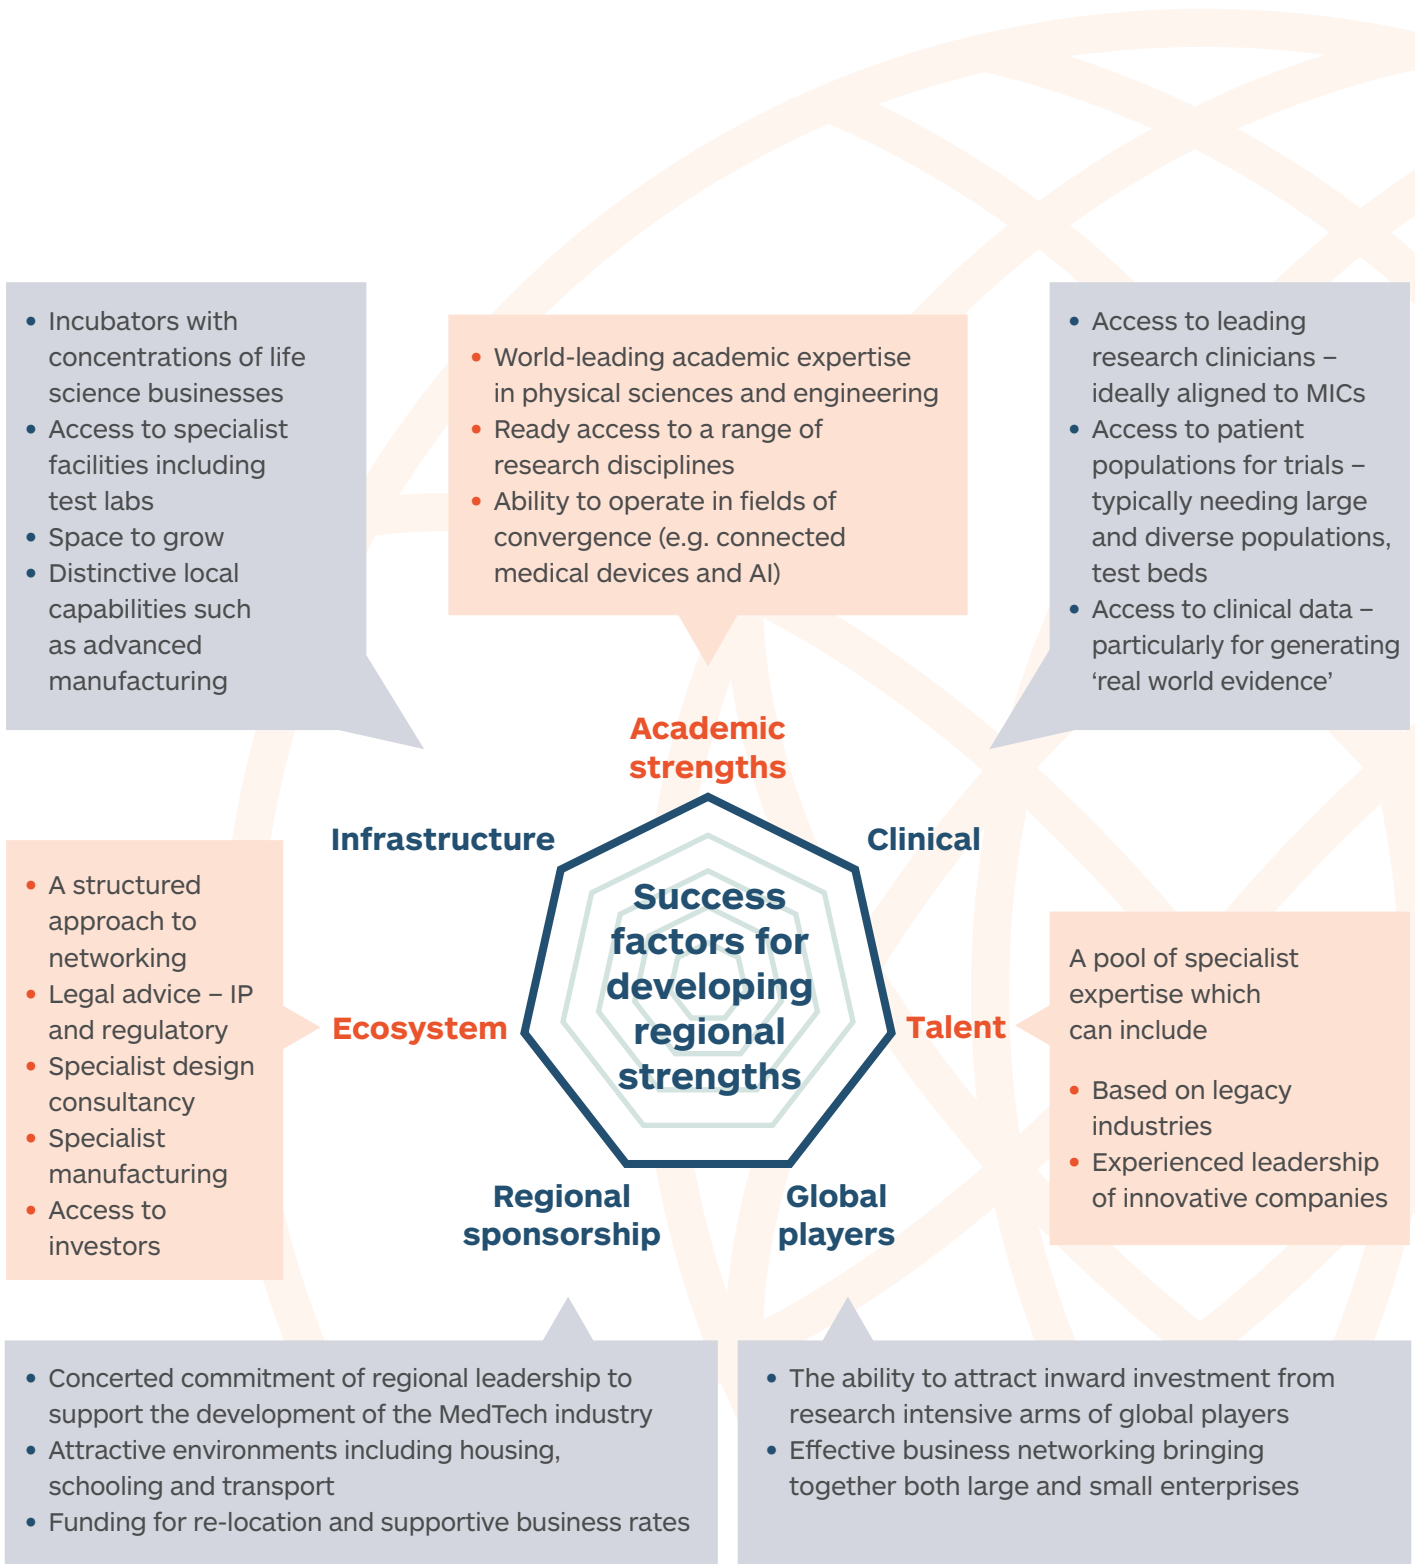 • Incubators with
concentrations of life
science businesses
• Access to specialist
facilities including
test labs
• Space to grow
• Distinctive local
capabilities such
as advanced
manufacturing
• World-leading academic expertise
in physical sciences and engineering
• Ready access to a range of
research disciplines
• Ability to operate in fields of
convergence (e.g. connected
medical devices and AI)
• Access to leading
research clinicians –
ideally aligned to MICs
• Access to patient
populations for trials –
typically needing large
and diverse populations,
test beds
• Access to clinical data –
particularly for generating
‘real world evidence’
Academic
strengths
Infrastructure
Clinical
Success
factors for
developing
regional
strengths
• A structured
approach to
networking
• Legal advice – IP
and regulatory
• Specialist design
consultancy
• Specialist
manufacturing
• Access to
investors
Ecosystem
Talent
A pool of specialist
expertise which
can include
• Based on legacy
industries
• Experienced leadership
of innovative companies
Regional
sponsorship
Global
players
• Concerted commitment of regional leadership to
support the development of the MedTech industry
• Attractive environments including housing,
schooling and transport
• Funding for re-location and supportive business rates
• The ability to attract inward investment from
research intensive arms of global players
• Effective business networking bringing
together both large and small enterprises